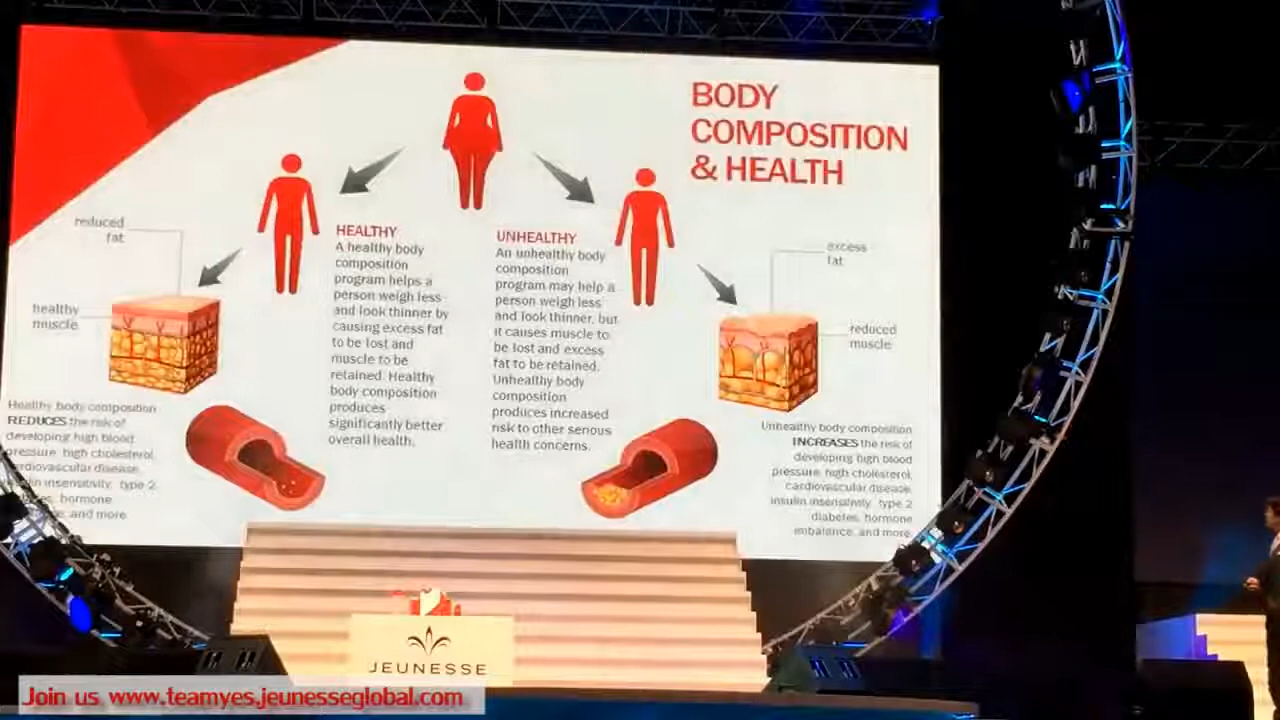 BODY
COMPOSITION
& HEALTH
reduced
fat
healthy
muscle
HEALTHY
A healthy body
composition
program helps a
person weigh less
and look thinner by
causing excess fat
to be lost and
muscle to be
retained. Healthy
body composition
produces
significantly better
overall health.
UNHEALTHY
An unhealthy body
composition
program may help a
person weigh less
and look thinner, but
it causes muscle to
be lost and excess
fat to be retained.
Unhealthy body
composition
produces increased
risk to other serious
health concerns.
excess
fat
reduced
muscle
Healthy body composition
REDUCES the risk of
developing high blood
pressure, high cholesterol,
cardiovascular disease,
insensitivity, type 2
hormone
and more.
Unhealthy body composition
INCREASES the risk of
developing high blood
pressure, high cholesterol,
cardiovascular disease,
insulin insensitivity, type 2
diabetes, hormone
imbalance, and more.
JEUNESSE
Join us www.teamyes.jeunesseglobal.com